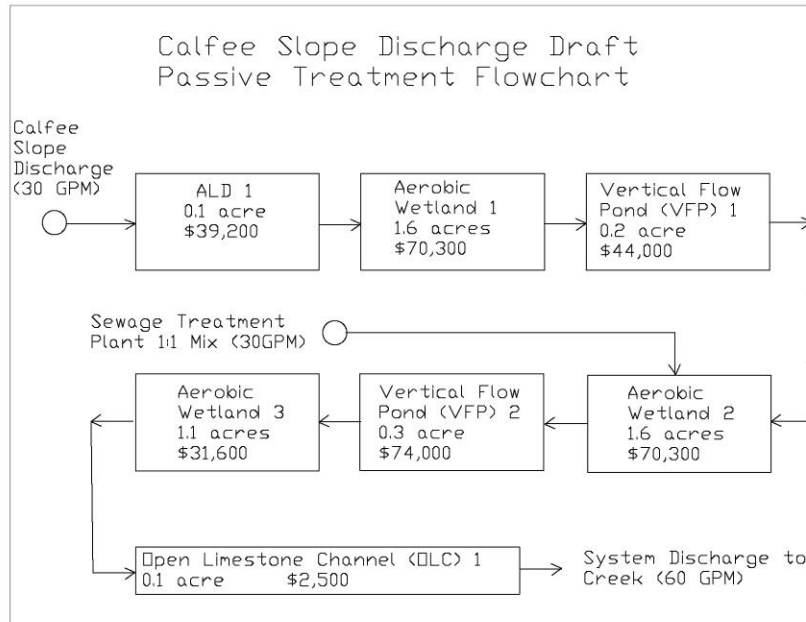 Calfee Slope Discharge Draft
Passive Treatment Flowchart
Calfee
Slope
Discharge
(30 GPM)
ALD 1
0.1 acre
$39,200
Aerobic
Wetland 1
1.6 acres
$70,300
Vertical Flow
Pond (VFP) 1
0.2 acre
$44,000
Sewage Treatment
Plant 1:1 Mix (30GPM)
Aerobic
Wetland 3
1.1 acres
$31,600
Vertical Flow
Pond (VFP) 2
0.3 acre
$74,000
Aerobic
Wetland 2
1.6 acres
$70,300
Open Limestone Channel (OLC) 1
0.1 acre $2,500
System Discharge to
Creek (60 GPM)